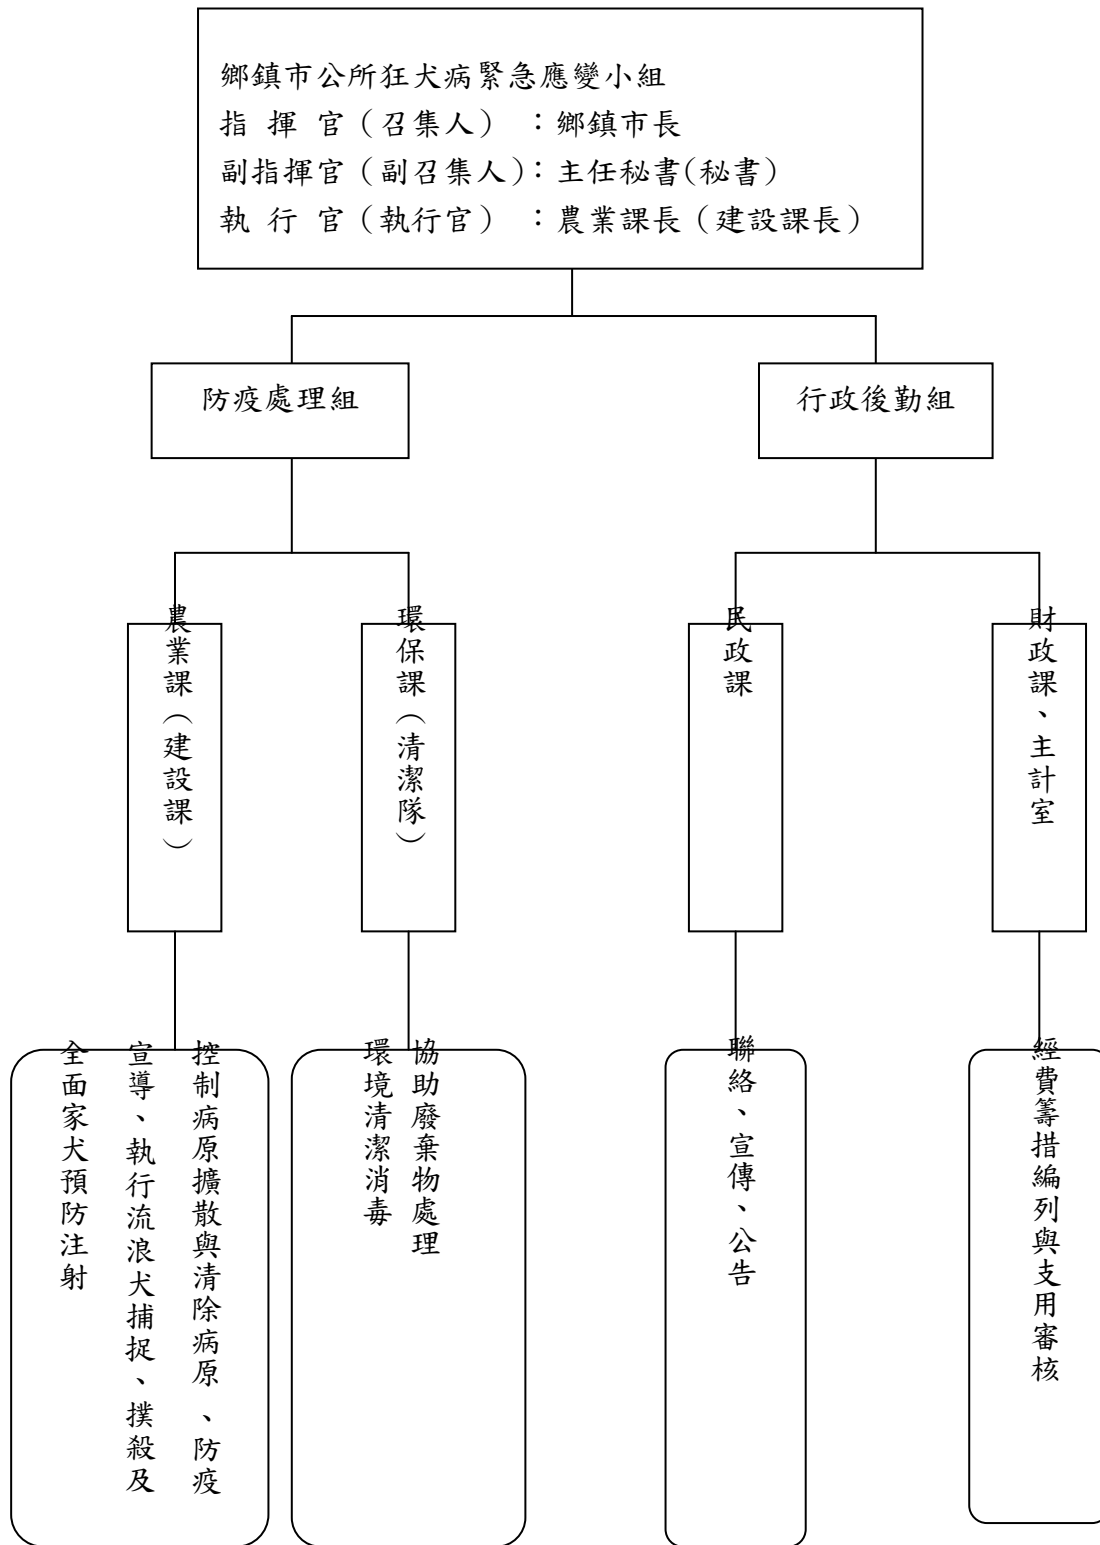 鄉鎮市公所狂犬病緊急應變小組
指 揮 官（召集人） ：鄉鎮市長
副指揮官（副召集人）：主任秘書(秘書）
執 行 官（執行官） ：農業課長（建設課長）
防疫處理組
行政後勤組
農業課（建設課）
環保課（清潔隊）
民政課
財政課、主計室
控制病原擴散與清除病原、防疫
宣導、執行流浪犬捕捉、撲殺及
全面家犬預防注射
協助廢棄物處理
環境清潔消毒
聯絡、宣傳、公告
經費籌措編列與支用審核